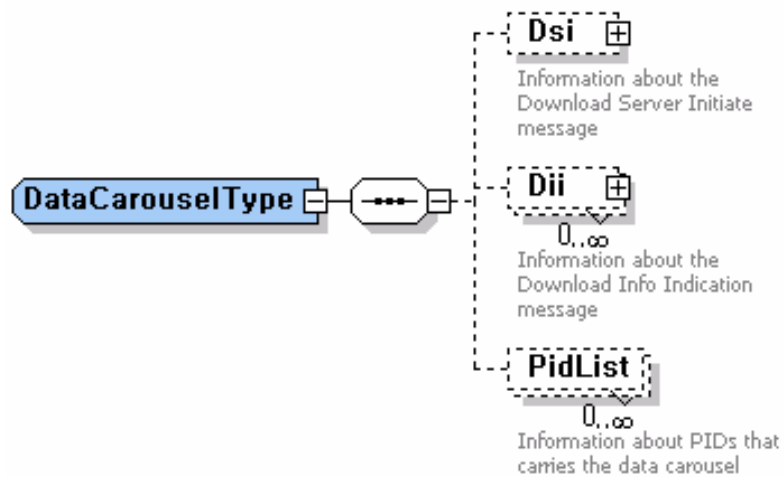 Dsi
Information about the
Download Server Initiate
message
DataCarouselType
Dii
0..∞
Information about the
Download Info Indication
message
PidList
0..∞
Information about PIDs that
carries the data carousel